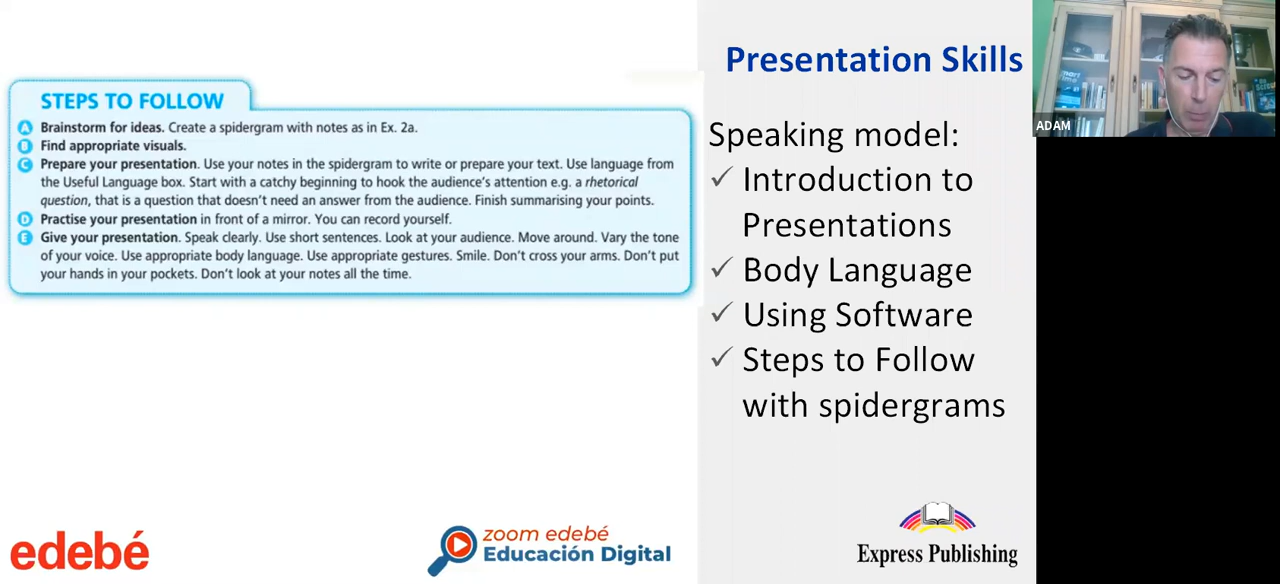 STEPS TO FOLLOW
A Brainstorm for ideas. Create a spidergram with notes as in Ex. 2a.
B Find appropriate visuals.
C Prepare your presentation. Use your notes in the spidergram to write or prepare your text. Use language from
the Useful Language box. Start with a catchy beginning to hook the audience's attention e.g. a rhetorical
question, that is a question that doesn't need an answer from the audience. Finish summarising your points.
D Practise your presentation in front of a mirror. You can record yourself.
E Give your presentation. Speak clearly. Use short sentences. Look at your audience. Move around. Vary the tone
of your voice. Use appropriate body language. Use appropriate gestures. Smile. Don't cross your arms. Don't put
your hands in your pockets. Don't look at your notes all the time.
edebé
zoom edebé
Educación Digital
Presentation Skills
Speaking model:
✓ Introduction to
Presentations
✓ Body Language
✓ Using Software
✓ Steps to Follow
with spidergrams
Express Publishing
ADAM